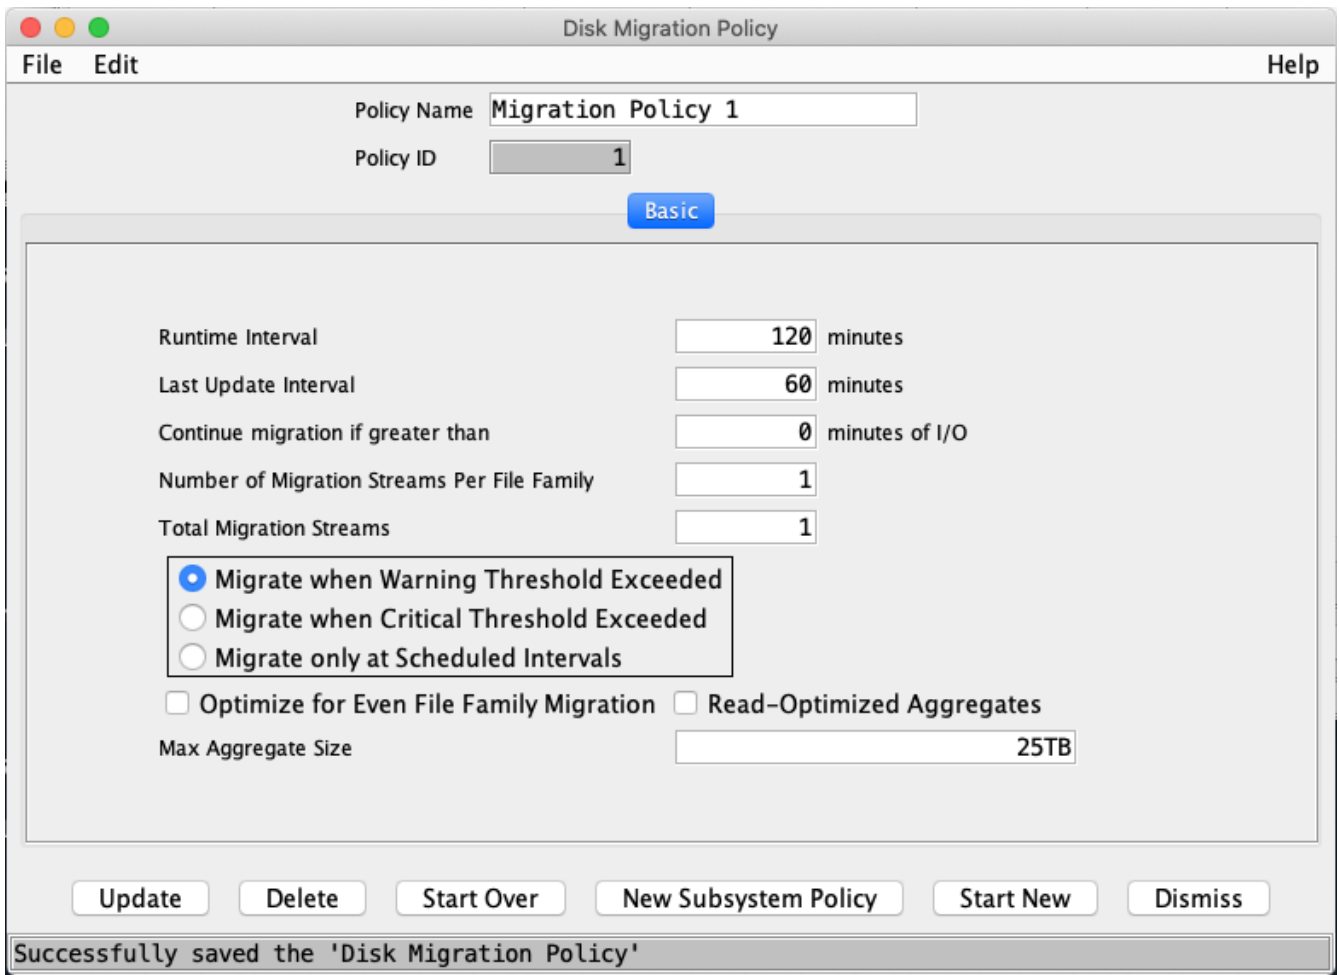 Disk Migration Policy
File Edit Help
Policy Name Migration Policy 1
Policy ID 1
Basic
Runtime Interval 120 minutes
Last Update Interval 60 minutes
Continue migration if greater than 0 minutes of I/O
Number of Migration Streams Per File Family 1
Total Migration Streams 1
Migrate when Warning Threshold Exceeded
Migrate when Critical Threshold Exceeded
Migrate only at Scheduled Intervals
Optimize for Even File Family Migration Read-Optimized Aggregates
Max Aggregate Size 25TB
Update Delete Start Over New Subsystem Policy Start New Dismiss
Successfully saved the 'Disk Migration Policy'